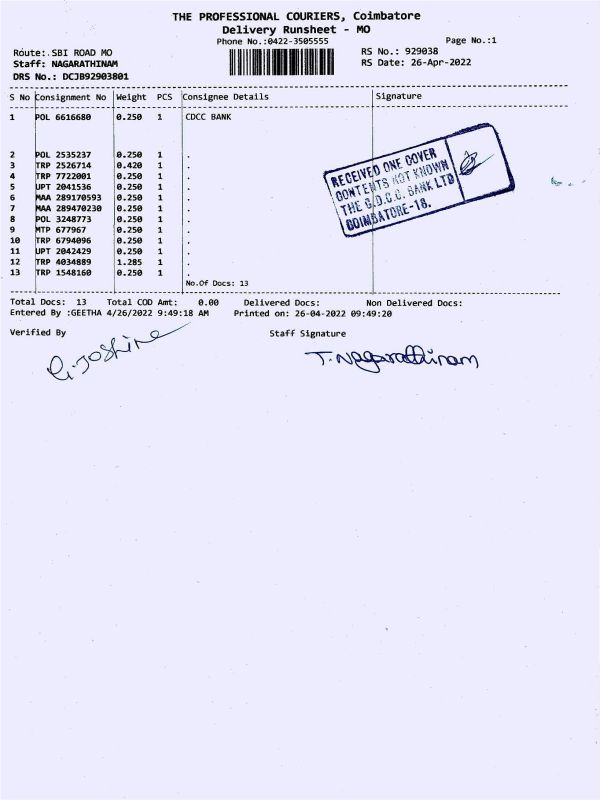 THE PROFESSIONAL COURIERS, Coimbatore
Delivery Runsheet - MO
Phone No.:0422-3505555
Page No.:1
Route: SBI ROAD MO
RS No.: 929038
Staff: NAGARATHINAM
RS Date: 26-Apr-2022
DRS No.: DCJB92903801
S No Consignment No Weight PCS Consignee Details Signature
1 POL 6616680 0.250 1 CDCC BANK
2 POL 2535237 0.250 1 .
3 TRP 2526714 0.420 1 .
4 TRP 7722001 0.250 1 .
5 UPT 2041536 0.250 1 .
6 MAA 289170593 0.250 1 .
7 MAA 289470230 0.250 1 .
8 POL 3248773 0.250 1 .
9 MTP 677967 0.250 1 .
10 TRP 6794096 0.250 1 .
11 UPT 2042429 0.250 1 .
12 TRP 4034889 1.285 1 .
13 TRP 1548160 0.250 1 .
No.Of Docs: 13
RECEIVED ONE COVER
CONTENTS NOT KNOWN
THE C.D.C.C. BANK LTD
COIMBATORE-18.
Total Docs: 13 Total COD Amt: 0.00 Delivered Docs: Non Delivered Docs:
Entered By :GEETHA 4/26/2022 9:49:18 AM Printed on: 26-04-2022 09:49:20
Verified By Staff Signature
T. Nagarathinam